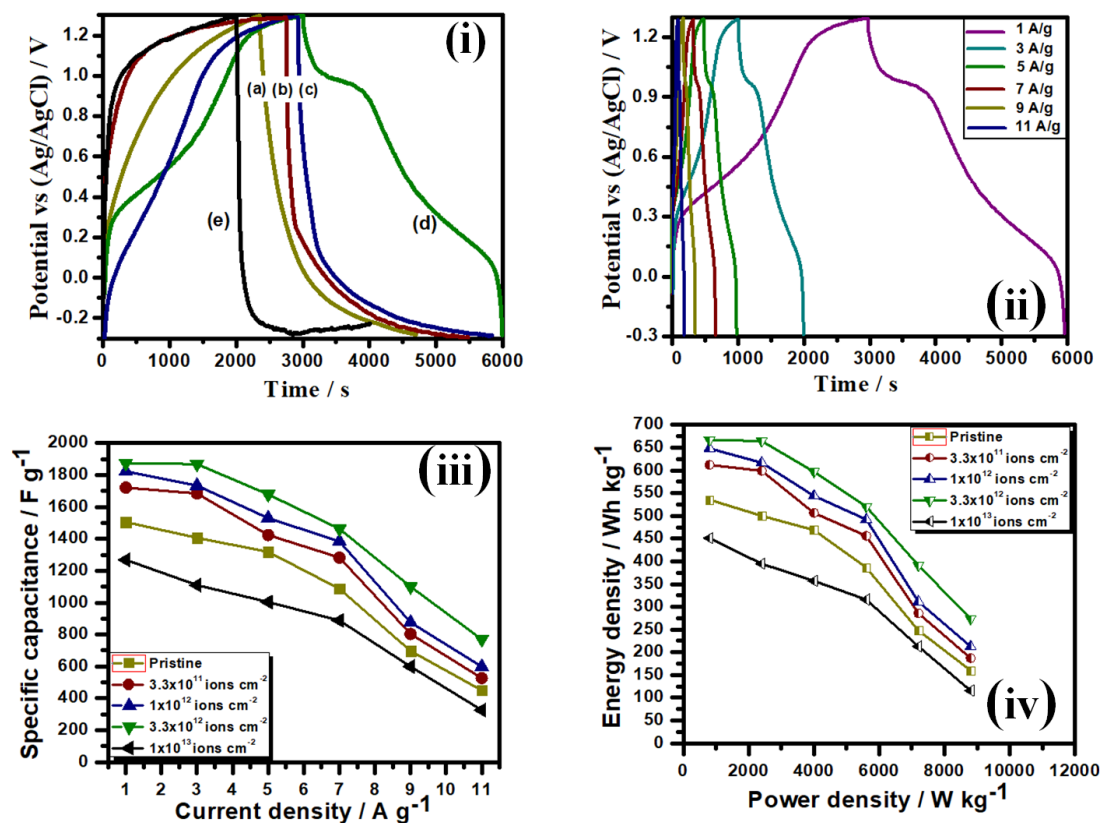 (i)
Potential vs (Ag/AgCl) / V
1.2
1.0
0.8
0.6
0.4
0.2
0.0
-0.2
(a) (b) (c)
(e)
(d)
0 1000 2000 3000 4000 5000 6000
Time / s
(ii)
Potential vs (Ag/AgCl) / V
1.2
0.9
0.6
0.3
0.0
-0.3
1 A/g
3 A/g
5 A/g
7 A/g
9 A/g
11 A/g
0 1000 2000 3000 4000 5000 6000
Time / s
(iii)
Specific capacitance / F g⁻¹
2000
1800
1600
1400
1200
1000
800
600
400
200
0
Pristine
3.3x10¹¹ ions cm⁻²
1x10¹² ions cm⁻²
3.3x10¹² ions cm⁻²
1x10¹³ ions cm⁻²
1 2 3 4 5 6 7 8 9 10 11
Current density / A g⁻¹
(iv)
Energy density / Wh kg⁻¹
700
650
600
550
500
450
400
350
300
250
200
150
100
50
0
Pristine
3.3x10¹¹ ions cm⁻²
1x10¹² ions cm⁻²
3.3x10¹² ions cm⁻²
1x10¹³ ions cm⁻²
0 2000 4000 6000 8000 10000 12000
Power density / W kg⁻¹